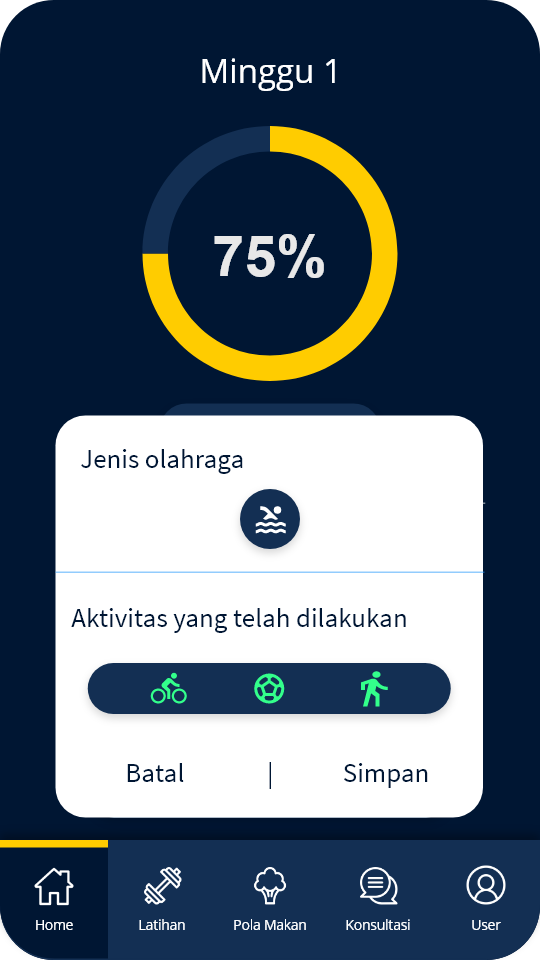 Minggu 1
75%
Jenis olahraga
Aktivitas yang telah dilakukan
Batal | Simpan
Home Latihan Pola Makan Konsultasi User